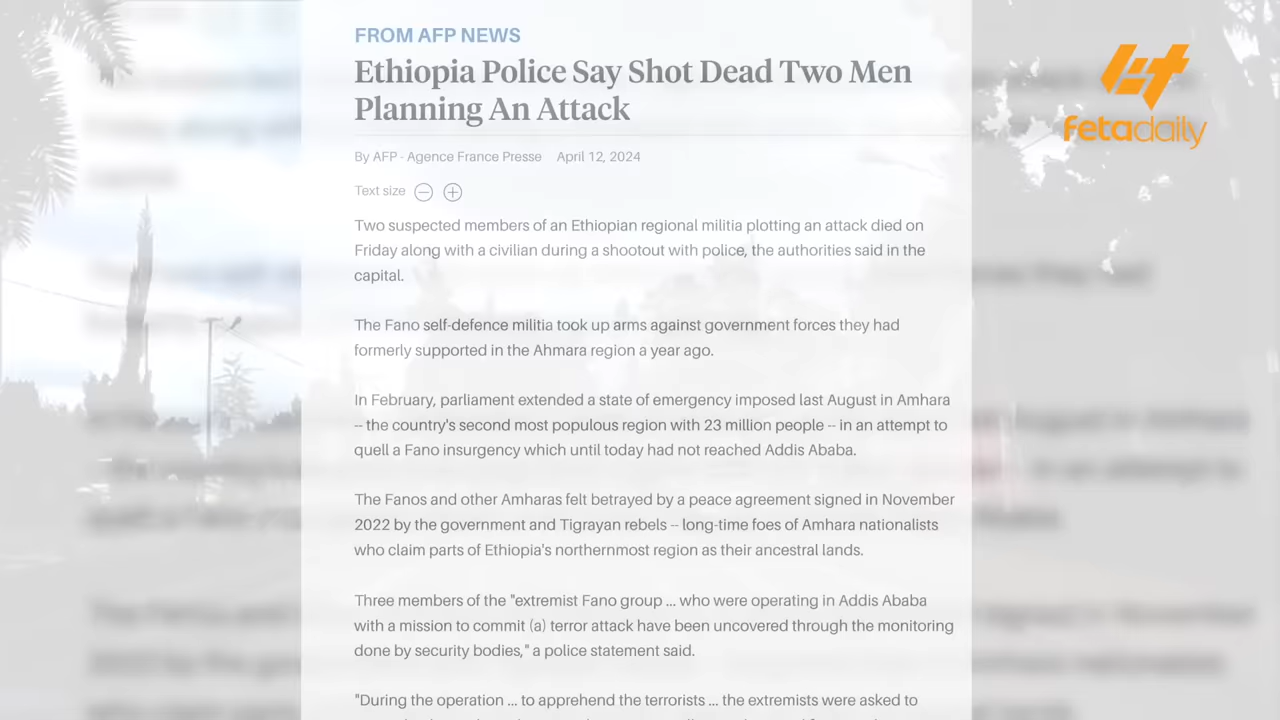 FROM AFP NEWS
Ethiopia Police Say Shot Dead Two Men
Planning An Attack
fetadaily
By AFP - Agence France Presse April 12, 2024
Text size
Two suspected members of an Ethiopian regional militia plotting an attack died on
Friday along with a civilian during a shootout with police, the authorities said in the
capital.
The Fano self-defence militia took up arms against government forces they had
formerly supported in the Ahmara region a year ago.
In February, parliament extended a state of emergency imposed last August in Amhara
-- the country's second most populous region with 23 million people -- in an attempt to
quell a Fano insurgency which until today had not reached Addis Ababa.
The Fanos and other Amharas felt betrayed by a peace agreement signed in November
2022 by the government and Tigrayan rebels -- long-time foes of Amhara nationalists
who claim parts of Ethiopia's northernmost region as their ancestral lands.
Three members of the "extremist Fano group ... who were operating in Addis Ababa
with a mission to commit (a) terror attack have been uncovered through the monitoring
done by security bodies," a police statement said.
"During the operation ... to apprehend the terrorists ... the extremists were asked to